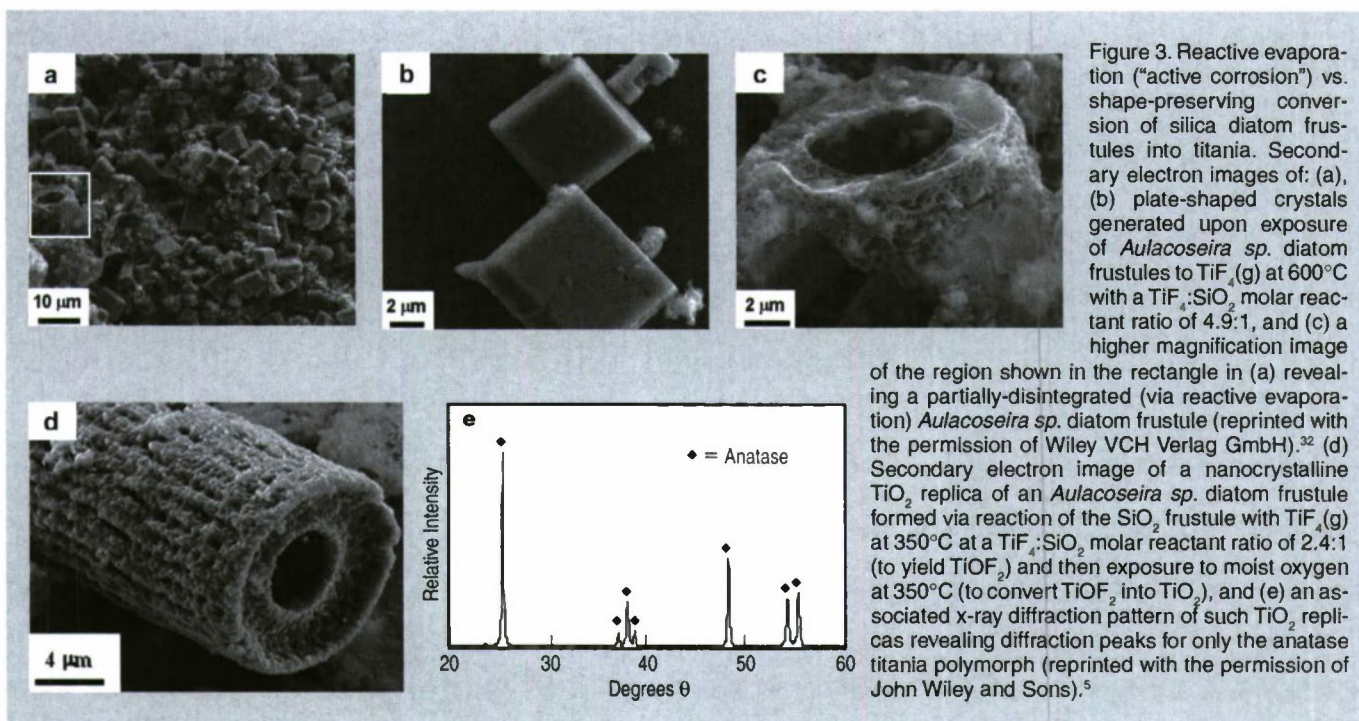 a
b
c
10 µm
2 µm
2 µm
Figure 3. Reactive evapora-
tion ("active corrosion") vs.
shape-preserving conver-
sion of silica diatom frus-
tules into titania. Second-
ary electron images of: (a),
(b) plate-shaped crystals
generated upon exposure
of Aulacoseira sp. diatom
frustules to TiF₄(g) at 600°C
with a TiF₄:SiO₂ molar reac-
tant ratio of 4.9:1, and (c) a
higher magnification image
of the region shown in the rectangle in (a) reveal-
ing a partially-disintegrated (via reactive evapora-
tion) Aulacoseira sp. diatom frustule (reprinted with
the permission of Wiley VCH Verlag GmbH).³² (d)
Secondary electron image of a nanocrystalline
TiO₂ replica of an Aulacoseira sp. diatom frustule
formed via reaction of the SiO₂ frustule with TiF₄(g)
at 350°C at a TiF₄:SiO₂ molar reactant ratio of 2.4:1
(to yield TiOF₂) and then exposure to moist oxygen
at 350°C (to convert TiOF₂ into TiO₂), and (e) an as-
sociated x-ray diffraction pattern of such TiO₂ repli-
cas revealing diffraction peaks for only the anatase
titania polymorph (reprinted with the permission of
John Wiley and Sons).⁵
d
4 µm
e
◆ = Anatase
Relative Intensity
20 30 40 50 60
Degrees θ